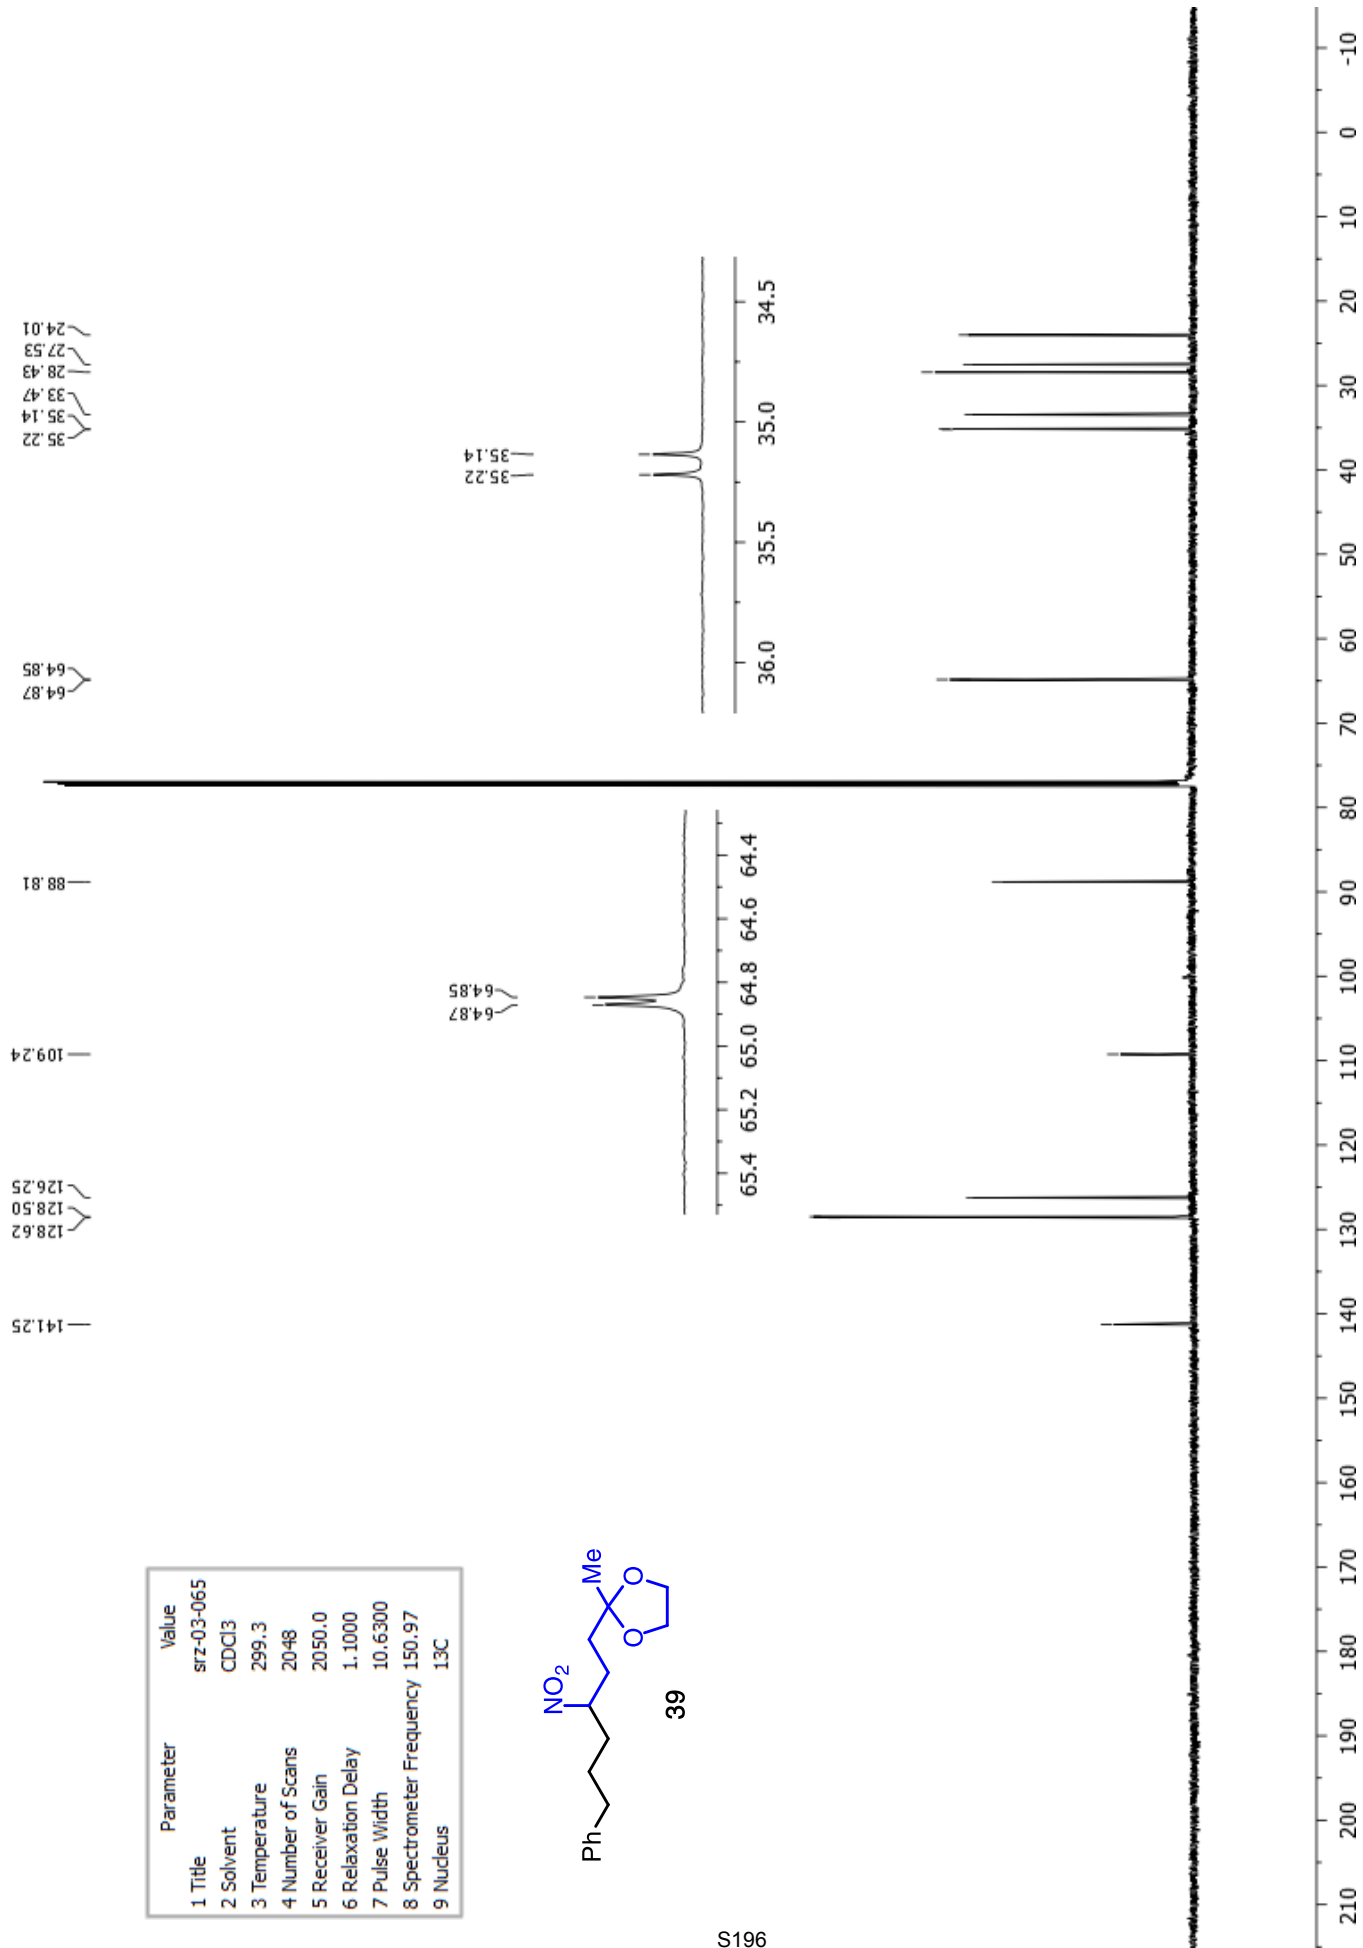 141.25
128.62
128.50
126.25
109.24
88.81
64.87
64.85
35.22
35.14
33.47
28.43
27.53
24.01
Parameter Value
1 Title srz-03-065
2 Solvent CDCl3
3 Temperature 299.3
4 Number of Scans 2048
5 Receiver Gain 2050.0
6 Relaxation Delay 1.1000
7 Pulse Width 10.6300
8 Spectrometer Frequency 150.97
9 Nucleus 13C
64.87
64.85
65.4 65.2 65.0 64.8 64.6 64.4
35.22
35.14
36.0 35.5 35.0 34.5
NO2
Me
O
O
Ph
39
210 200 190 180 170 160 150 140 130 120 110 100 90 80 70 60 50 40 30 20 10 0 -10
S196